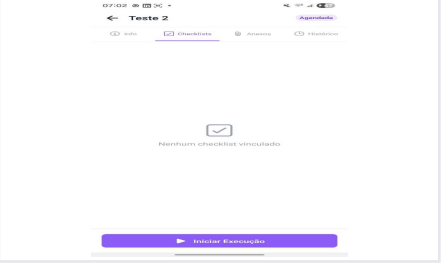 07:02
Teste 2
Agendada
Info Checklists Anexos Histórico
Nenhum checklist vinculado
Iniciar Execução